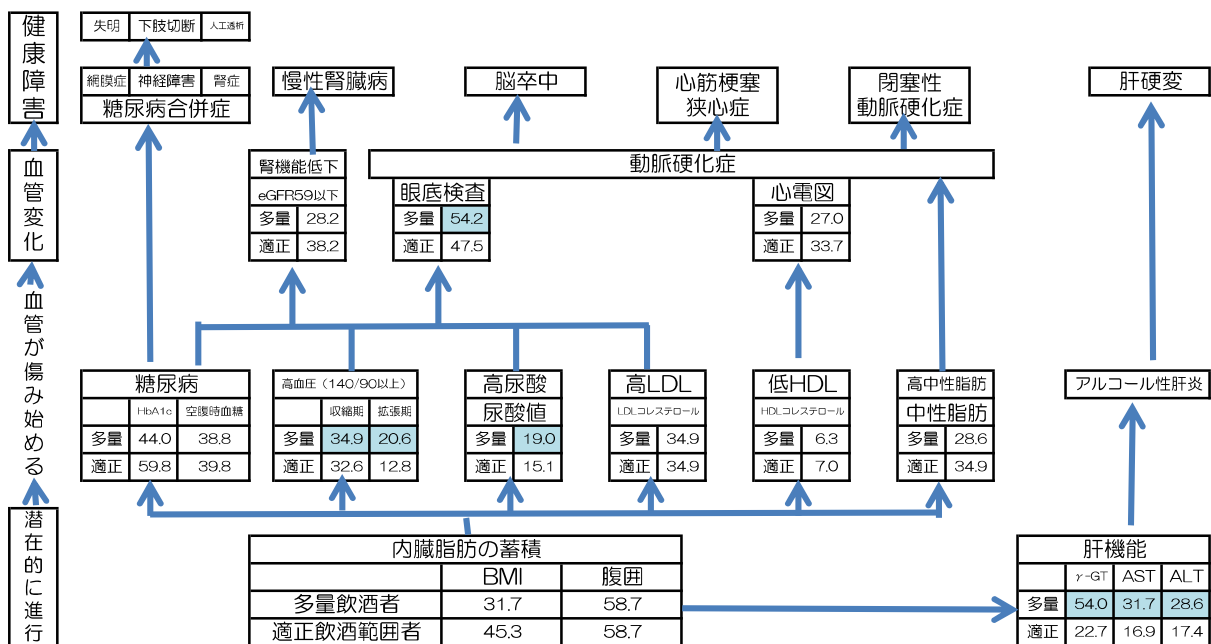 健康障害
血管変化
血管が傷み始める
潜在的に進行
失明 下肢切断 人工透析
網膜症 神経障害 腎症
糖尿病合併症
慢性腎臓病
脳卒中
心筋梗塞
狭心症
閉塞性
動脈硬化症
肝硬変
動脈硬化症
腎機能低下
eGFR59以下
多量 28.2
適正 38.2
眼底検査
多量 54.2
適正 47.5
心電図
多量 27.0
適正 33.7
糖尿病
HbA1c 空腹時血糖
多量 44.0 38.8
適正 59.8 39.8
高血圧（140/90以上）
収縮期 拡張期
多量 34.9 20.6
適正 32.6 12.8
高尿酸
尿酸値
多量 19.0
適正 15.1
高LDL
LDLコレステロール
多量 34.9
適正 34.9
低HDL
HDLコレステロール
多量 6.3
適正 7.0
高中性脂肪
中性脂肪
多量 28.6
適正 34.9
アルコール性肝炎
内臓脂肪の蓄積
BMI 腹囲
多量飲酒者 31.7 58.7
適正飲酒範囲者 45.3 58.7
肝機能
γ-GT AST ALT
多量 54.0 31.7 28.6
適正 22.7 16.9 17.4